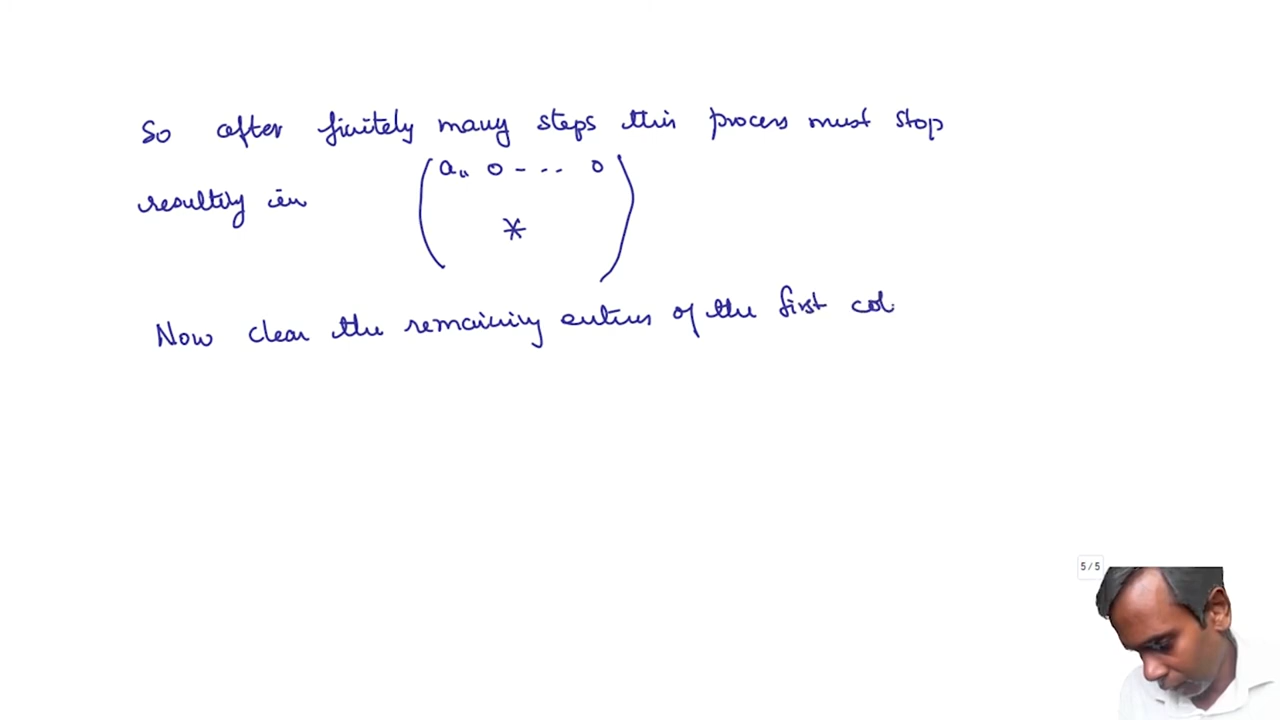 So after finitely many steps this process must stop
resulting in
a₁₁ 0 - - · · 0
*
Now clear the remaining entries of the first col
5 / 5